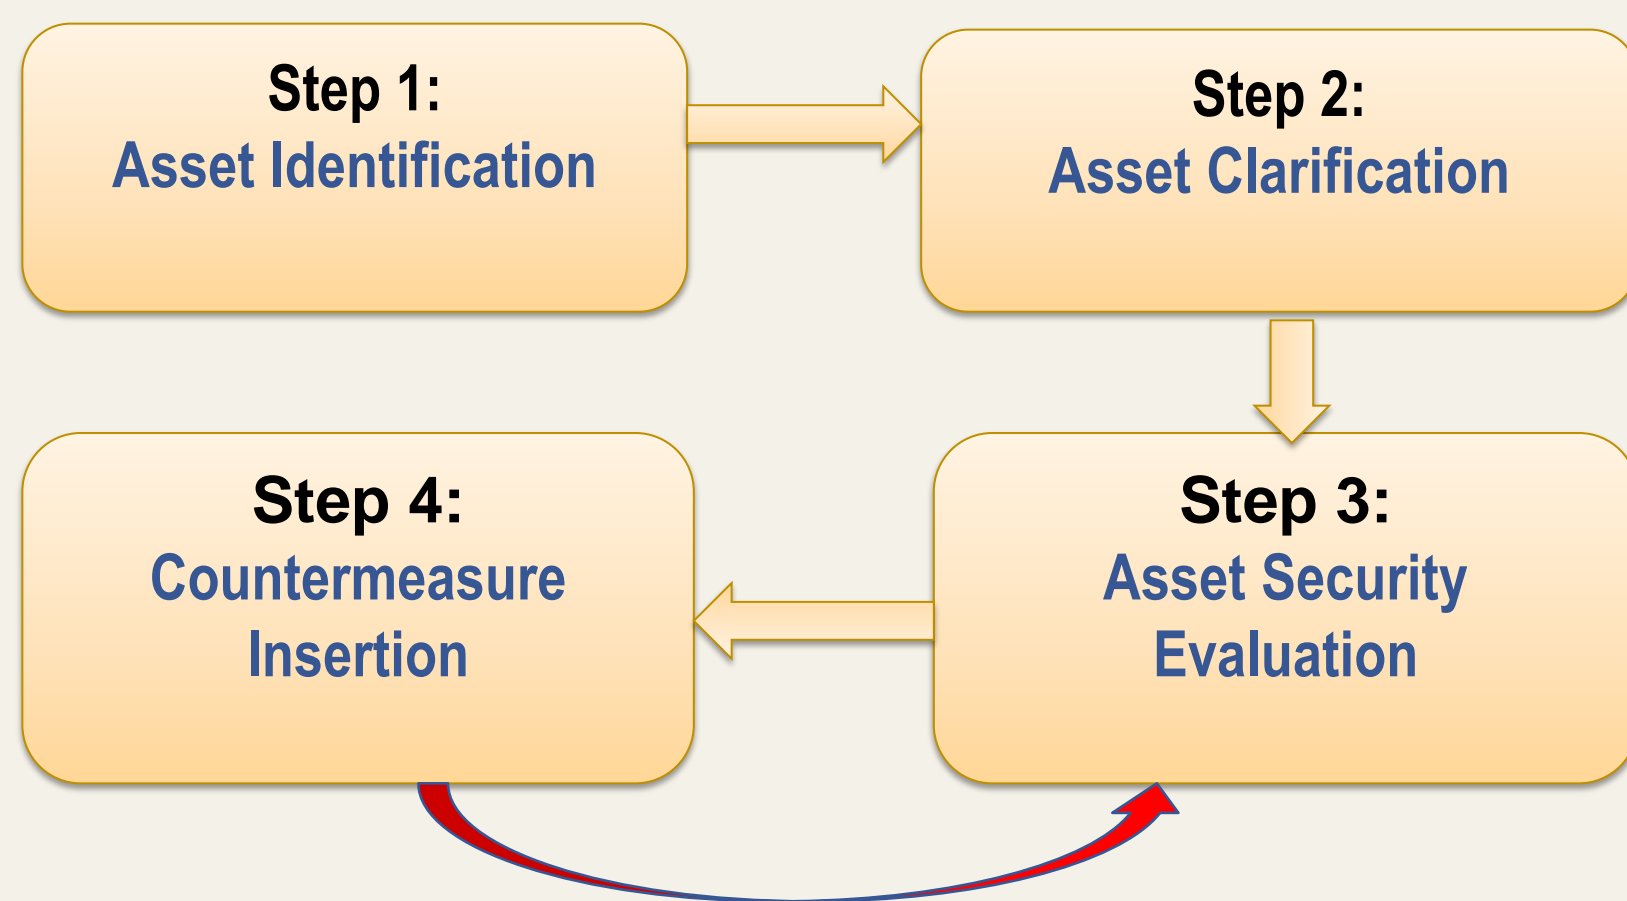 Step 1:
Asset Identification
Step 2:
Asset Clarification
Step 3:
Asset Security
Evaluation
Step 4:
Countermeasure
Insertion